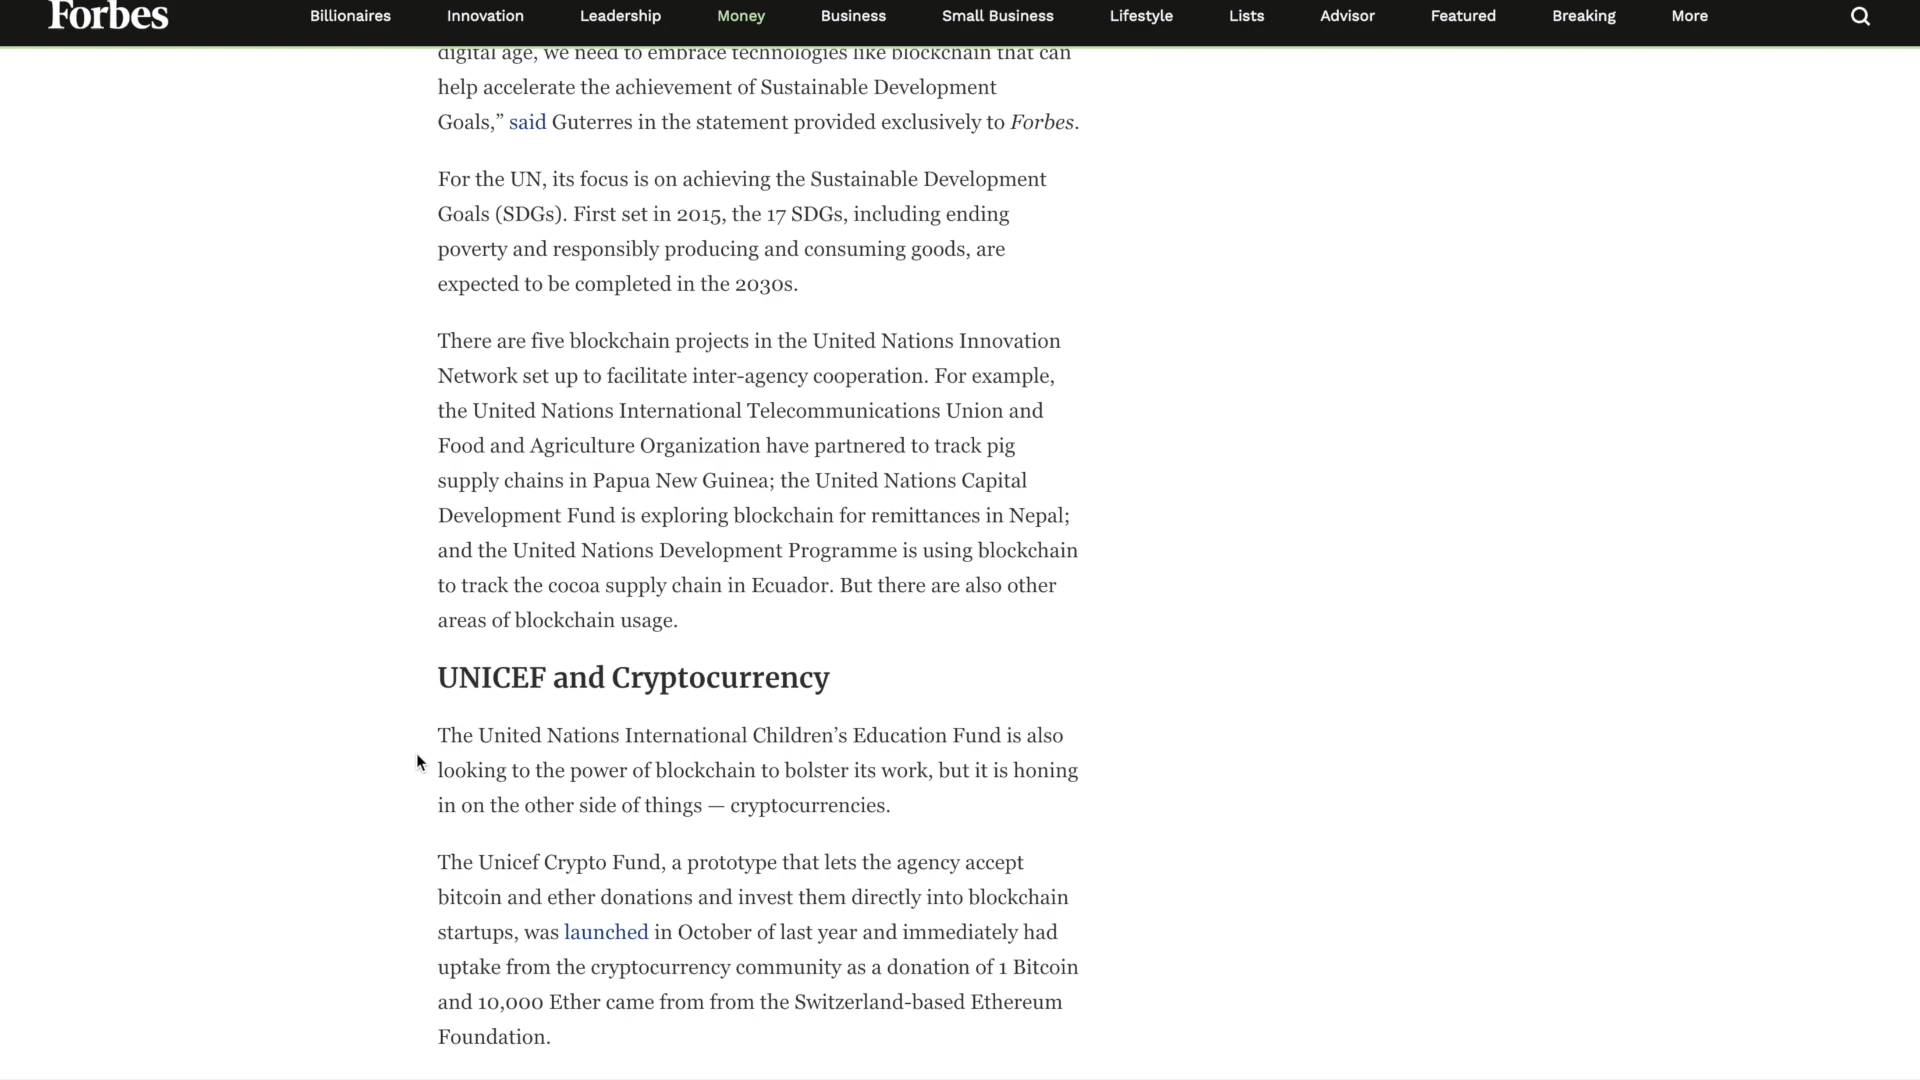 Forbes
Billionaires Innovation Leadership Money Business Small Business Lifestyle Lists Advisor Featured Breaking More
digital age, we need to embrace technologies like blockchain that can
help accelerate the achievement of Sustainable Development
Goals,” said Guterres in the statement provided exclusively to Forbes.
For the UN, its focus is on achieving the Sustainable Development
Goals (SDGs). First set in 2015, the 17 SDGs, including ending
poverty and responsibly producing and consuming goods, are
expected to be completed in the 2030s.
There are five blockchain projects in the United Nations Innovation
Network set up to facilitate inter-agency cooperation. For example,
the United Nations International Telecommunications Union and
Food and Agriculture Organization have partnered to track pig
supply chains in Papua New Guinea; the United Nations Capital
Development Fund is exploring blockchain for remittances in Nepal;
and the United Nations Development Programme is using blockchain
to track the cocoa supply chain in Ecuador. But there are also other
areas of blockchain usage.
UNICEF and Cryptocurrency
The United Nations International Children’s Education Fund is also
looking to the power of blockchain to bolster its work, but it is honing
in on the other side of things — cryptocurrencies.
The Unicef Crypto Fund, a prototype that lets the agency accept
bitcoin and ether donations and invest them directly into blockchain
startups, was launched in October of last year and immediately had
uptake from the cryptocurrency community as a donation of 1 Bitcoin
and 10,000 Ether came from from the Switzerland-based Ethereum
Foundation.